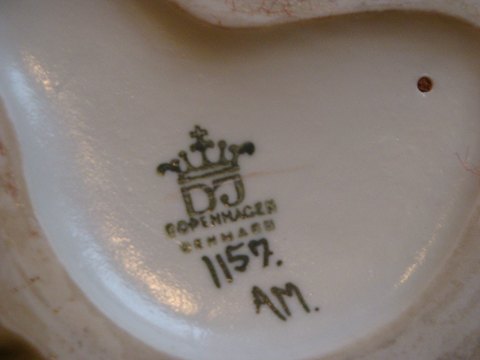 DJ
COPENHAGEN
DENMARK
1157.
AM.